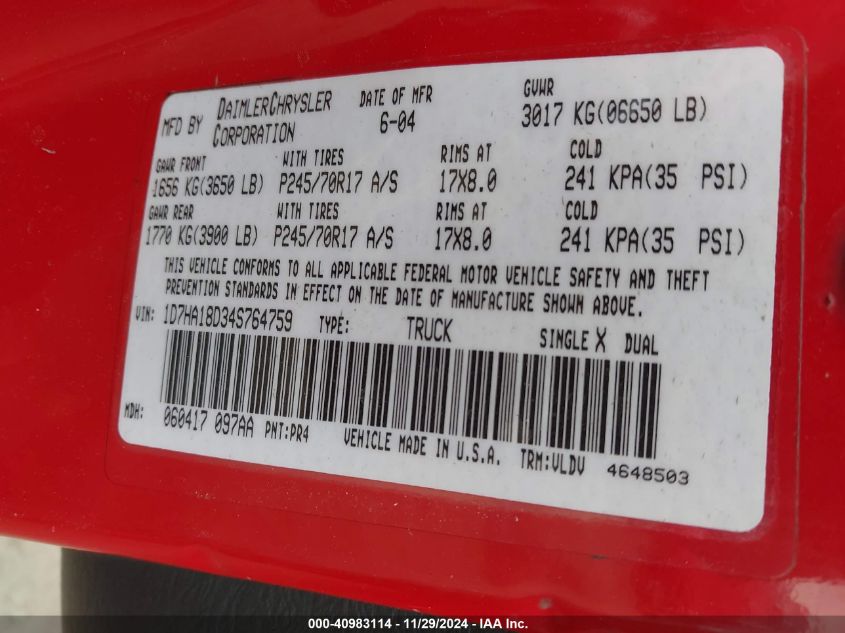 MFD BY DAIMLERCHRYSLER CORPORATION DATE OF MFR 6-04 GVWR 3017 KG(06650 LB)
GAWR FRONT WITH TIRES RIMS AT COLD
1656 KG(3650 LB) P245/70R17 A/S 17X8.0 241 KPA(35 PSI)
GAWR REAR WITH TIRES RIMS AT COLD
1770 KG(3900 LB) P245/70R17 A/S 17X8.0 241 KPA(35 PSI)
THIS VEHICLE CONFORMS TO ALL APPLICABLE FEDERAL MOTOR VEHICLE SAFETY AND THEFT
PREVENTION STANDARDS IN EFFECT ON THE DATE OF MANUFACTURE SHOWN ABOVE.
VIN: 1D7HA18D34S764759 TYPE: TRUCK SINGLE X DUAL
MDH: 060417 097AA PNT:PR4 VEHICLE MADE IN U.S.A. TRM:VLDV 4648503
000-40983114 - 11/29/2024 - IAAI Inc.